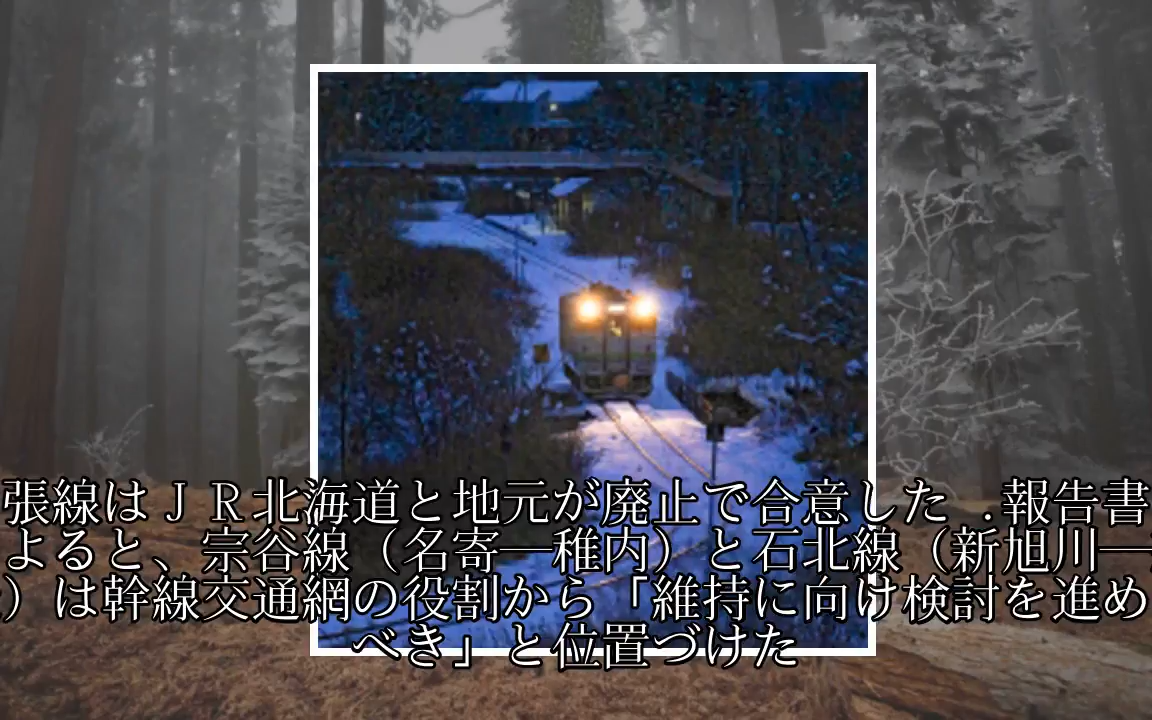 張線はＪＲ北海道と地元が廃止で合意した .報告書
よると、宗谷線（名寄―稚内）と石北線（新旭川―
）は幹線交通網の役割から「維持に向け検討を進め
べき」と位置づけた